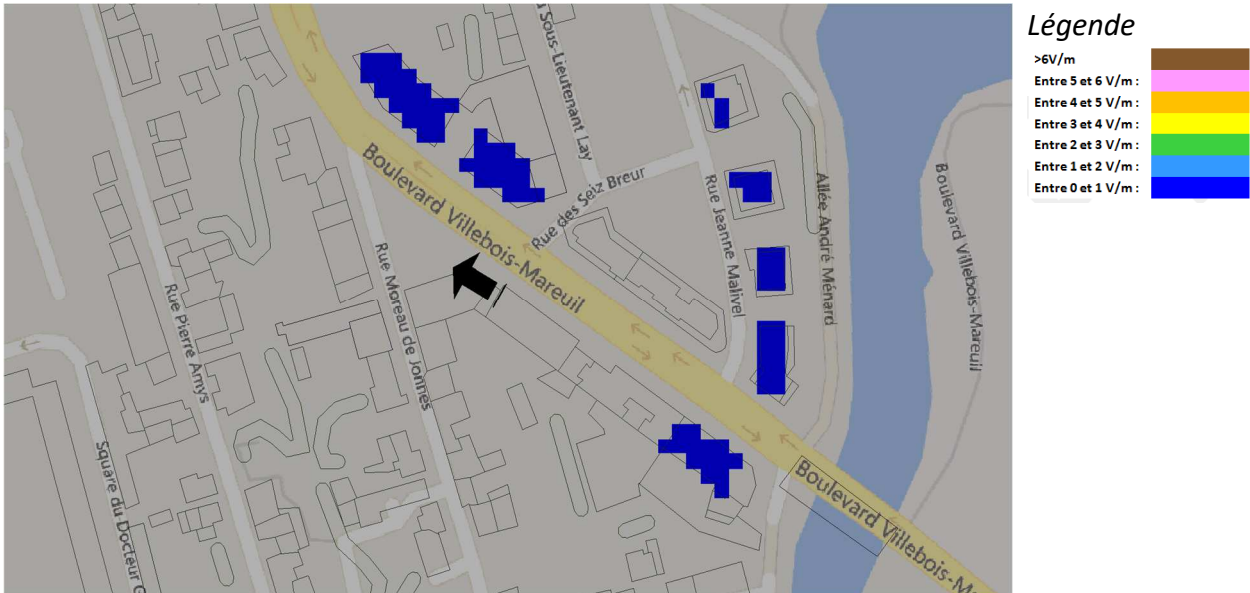 Légende
>6V/m
Entre 5 et 6 V/m :
Entre 4 et 5 V/m :
Entre 3 et 4 V/m :
Entre 2 et 3 V/m :
Entre 1 et 2 V/m :
Entre 0 et 1 V/m :
Sous-Lieutenant Lay
Boulevard Villebois-Mareuil
Rue des Seiz Breur
Rue Jeanne Malivel
Allée André Ménard
Boulevard Villebois-Mareuil
Rue Pierre Amys
Rue Moreau de Jonnes
Square du Docteur G
Boulevard Villebois-M